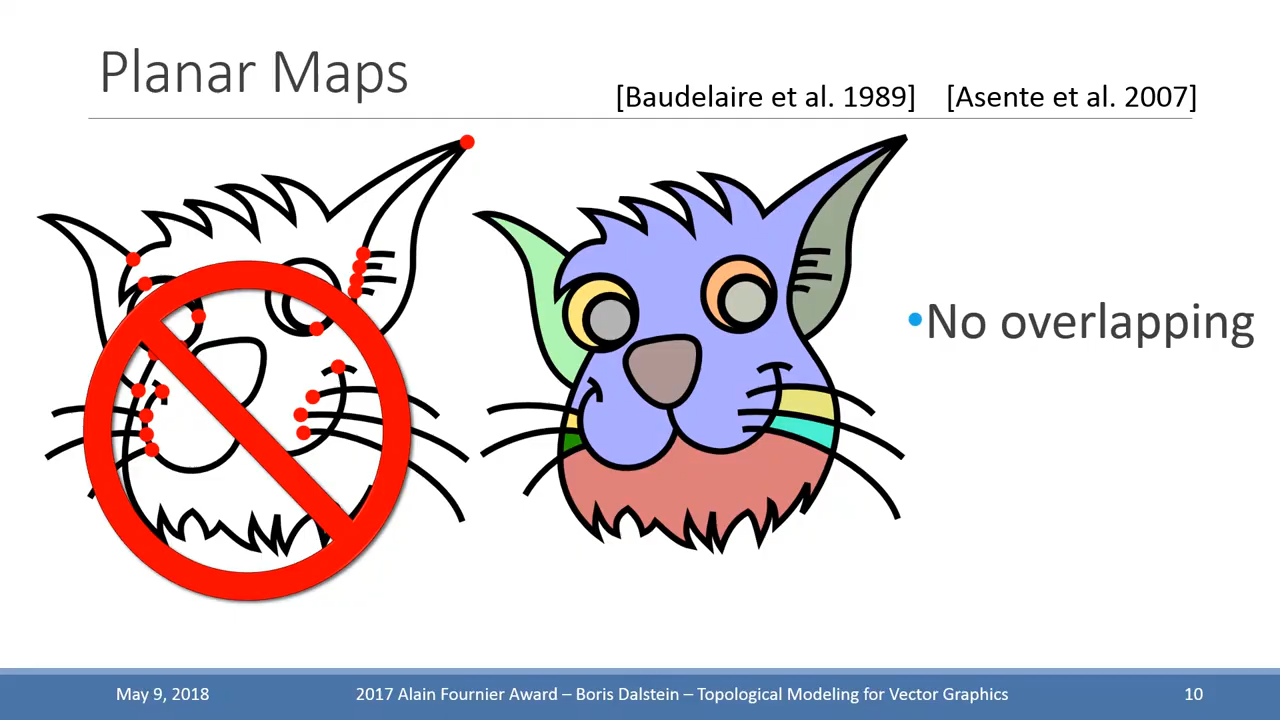 Planar Maps
[Baudelaire et al. 1989] [Asente et al. 2007]
•No overlapping
May 9, 2018
2017 Alain Fournier Award – Boris Dalstein – Topological Modeling for Vector Graphics
10